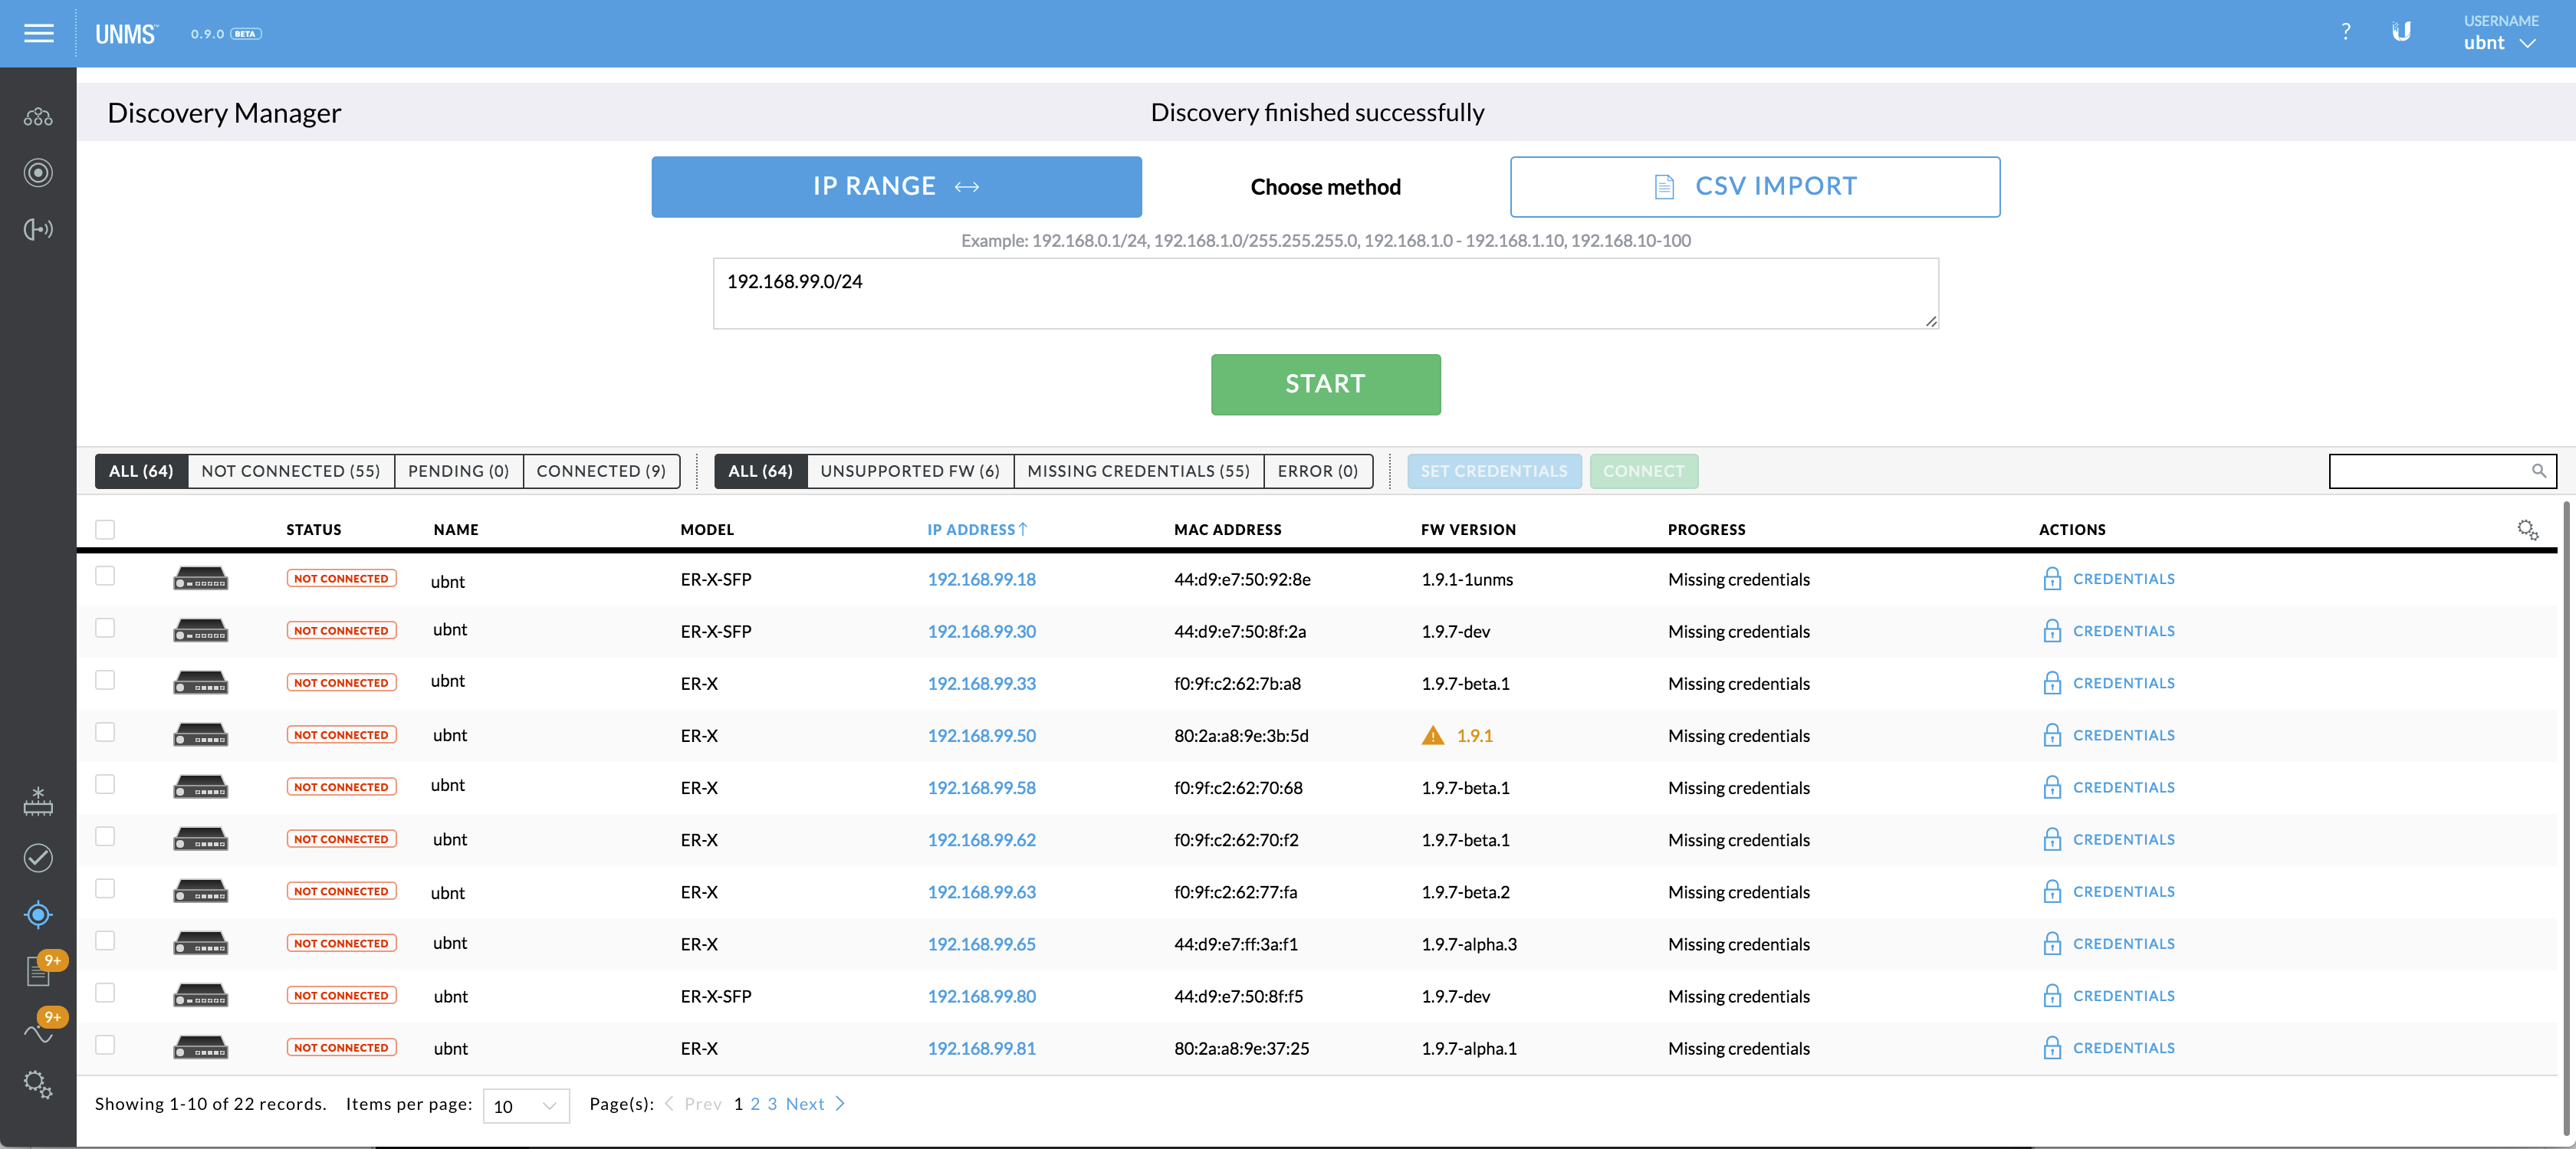 UNMS™ 0.9.0 BETA ? USERNAME
ubnt
Discovery Manager Discovery finished successfully
IP RANGE Choose method CSV IMPORT
Example: 192.168.0.1/24, 192.168.1.0/255.255.255.0, 192.168.1.0 - 192.168.1.10, 192.168.10-100
192.168.99.0/24
START
ALL (64) NOT CONNECTED (55) PENDING (0) CONNECTED (9) ALL (64) UNSUPPORTED FW (6) MISSING CREDENTIALS (55) ERROR (0) SET CREDENTIALS CONNECT
STATUS NAME MODEL IP ADDRESS↑ MAC ADDRESS FW VERSION PROGRESS ACTIONS
NOT CONNECTED ubnt ER-X-SFP 192.168.99.18 44:d9:e7:50:92:8e 1.9.1-1unms Missing credentials CREDENTIALS
NOT CONNECTED ubnt ER-X-SFP 192.168.99.30 44:d9:e7:50:8f:2a 1.9.7-dev Missing credentials CREDENTIALS
NOT CONNECTED ubnt ER-X 192.168.99.33 f0:9f:c2:62:7b:a8 1.9.7-beta.1 Missing credentials CREDENTIALS
NOT CONNECTED ubnt ER-X 192.168.99.50 80:2a:a8:9e:3b:5d 1.9.1 Missing credentials CREDENTIALS
NOT CONNECTED ubnt ER-X 192.168.99.58 f0:9f:c2:62:70:68 1.9.7-beta.1 Missing credentials CREDENTIALS
NOT CONNECTED ubnt ER-X 192.168.99.62 f0:9f:c2:62:70:f2 1.9.7-beta.1 Missing credentials CREDENTIALS
NOT CONNECTED ubnt ER-X 192.168.99.63 f0:9f:c2:62:77:fa 1.9.7-beta.2 Missing credentials CREDENTIALS
NOT CONNECTED ubnt ER-X 192.168.99.65 44:d9:e7:ff:3a:f1 1.9.7-alpha.3 Missing credentials CREDENTIALS
9+
NOT CONNECTED ubnt ER-X-SFP 192.168.99.80 44:d9:e7:50:8f:f5 1.9.7-dev Missing credentials CREDENTIALS
9+
NOT CONNECTED ubnt ER-X 192.168.99.81 80:2a:a8:9e:37:25 1.9.7-alpha.1 Missing credentials CREDENTIALS
Showing 1-10 of 22 records. Items per page: 10 Page(s): < Prev 1 2 3 Next >